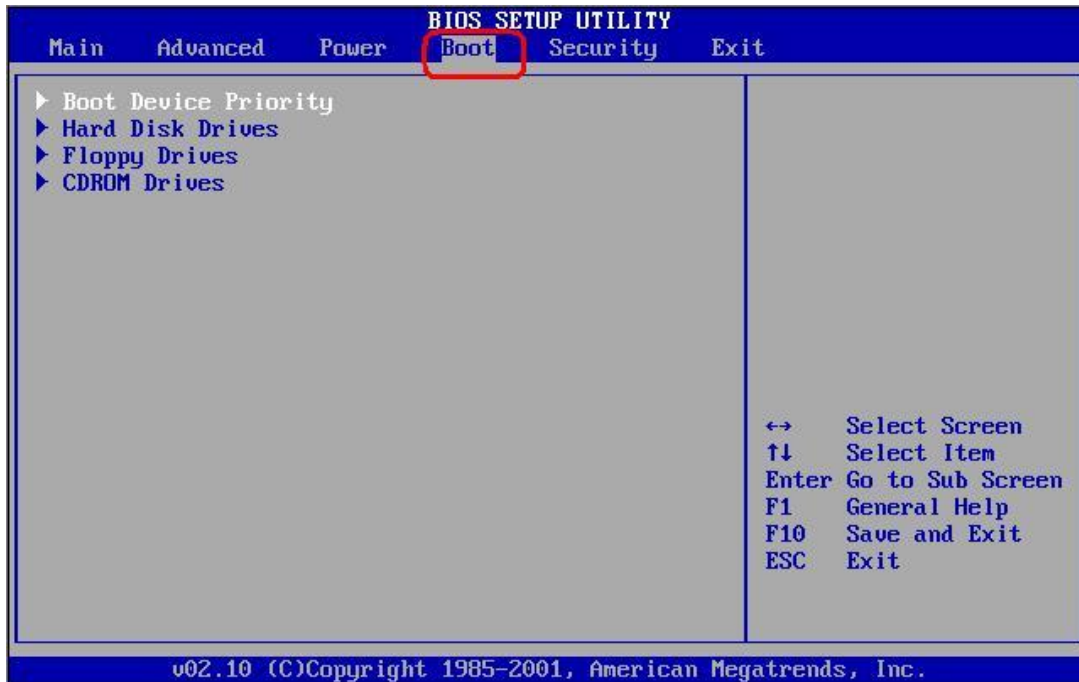 BIOS SETUP UTILITY
Main Advanced Power Boot Security Exit
Boot Device Priority
Hard Disk Drives
Floppy Drives
CDROM Drives
←→ Select Screen
↑↓ Select Item
Enter Go to Sub Screen
F1 General Help
F10 Save and Exit
ESC Exit
v02.10 (C)Copyright 1985-2001, American Megatrends, Inc.